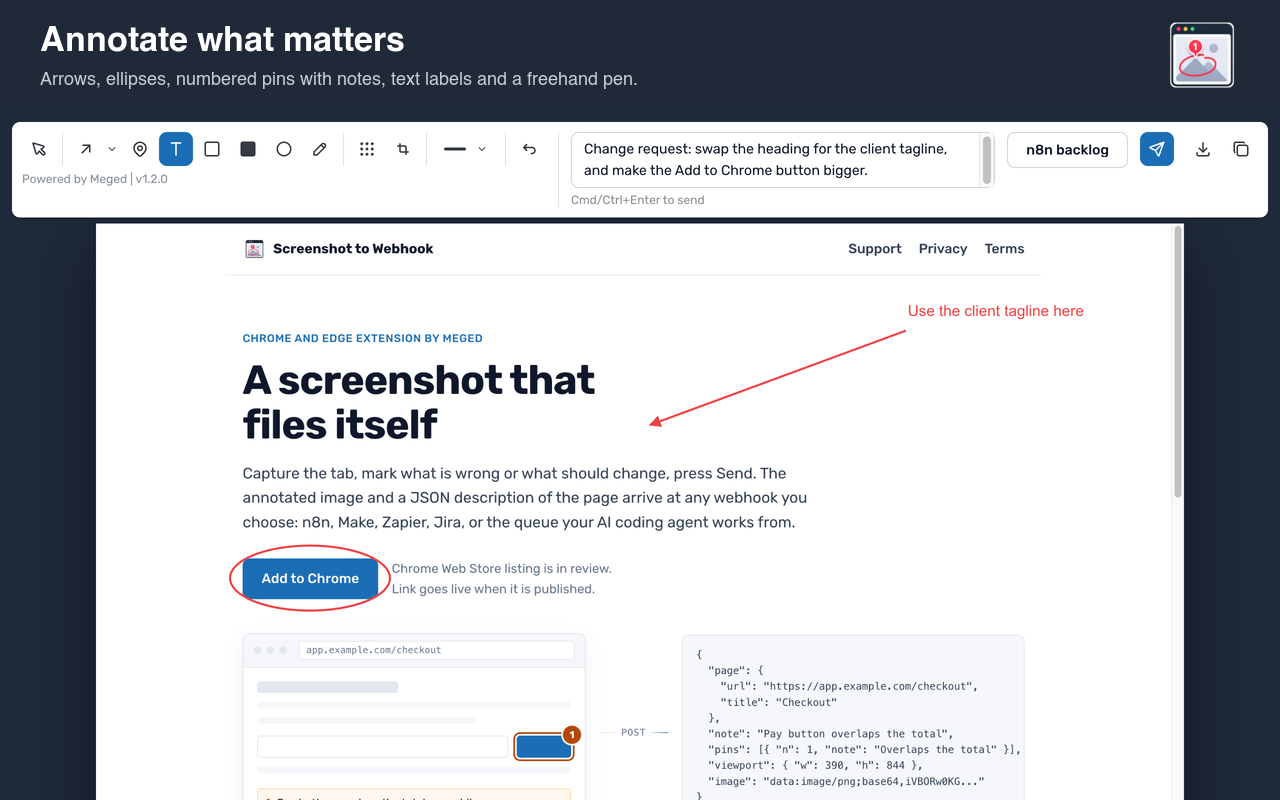 Annotate what matters
Arrows, ellipses, numbered pins with notes, text labels and a freehand pen.
1
T
Change request: swap the heading for the client tagline,
and make the Add to Chrome button bigger.
n8n backlog
Powered by Meged | v1.2.0
Cmd/Ctrl+Enter to send
Screenshot to Webhook
Support Privacy Terms
Use the client tagline here
CHROME AND EDGE EXTENSION BY MEGED
A screenshot that
files itself
Capture the tab, mark what is wrong or what should change, press Send. The
annotated image and a JSON description of the page arrive at any webhook you
choose: n8n, Make, Zapier, Jira, or the queue your AI coding agent works from.
Add to Chrome
Chrome Web Store listing is in review.
Link goes live when it is published.
app.example.com/checkout
1
POST
{
"page": {
"url": "https://app.example.com/checkout",
"title": "Checkout"
},
"note": "Pay button overlaps the total",
"pins": [{ "n": 1, "note": "Overlaps the total" }],
"viewport": { "w": 390, "h": 844 },
"image": "data:image/png;base64,iVBORw0KG..."
}